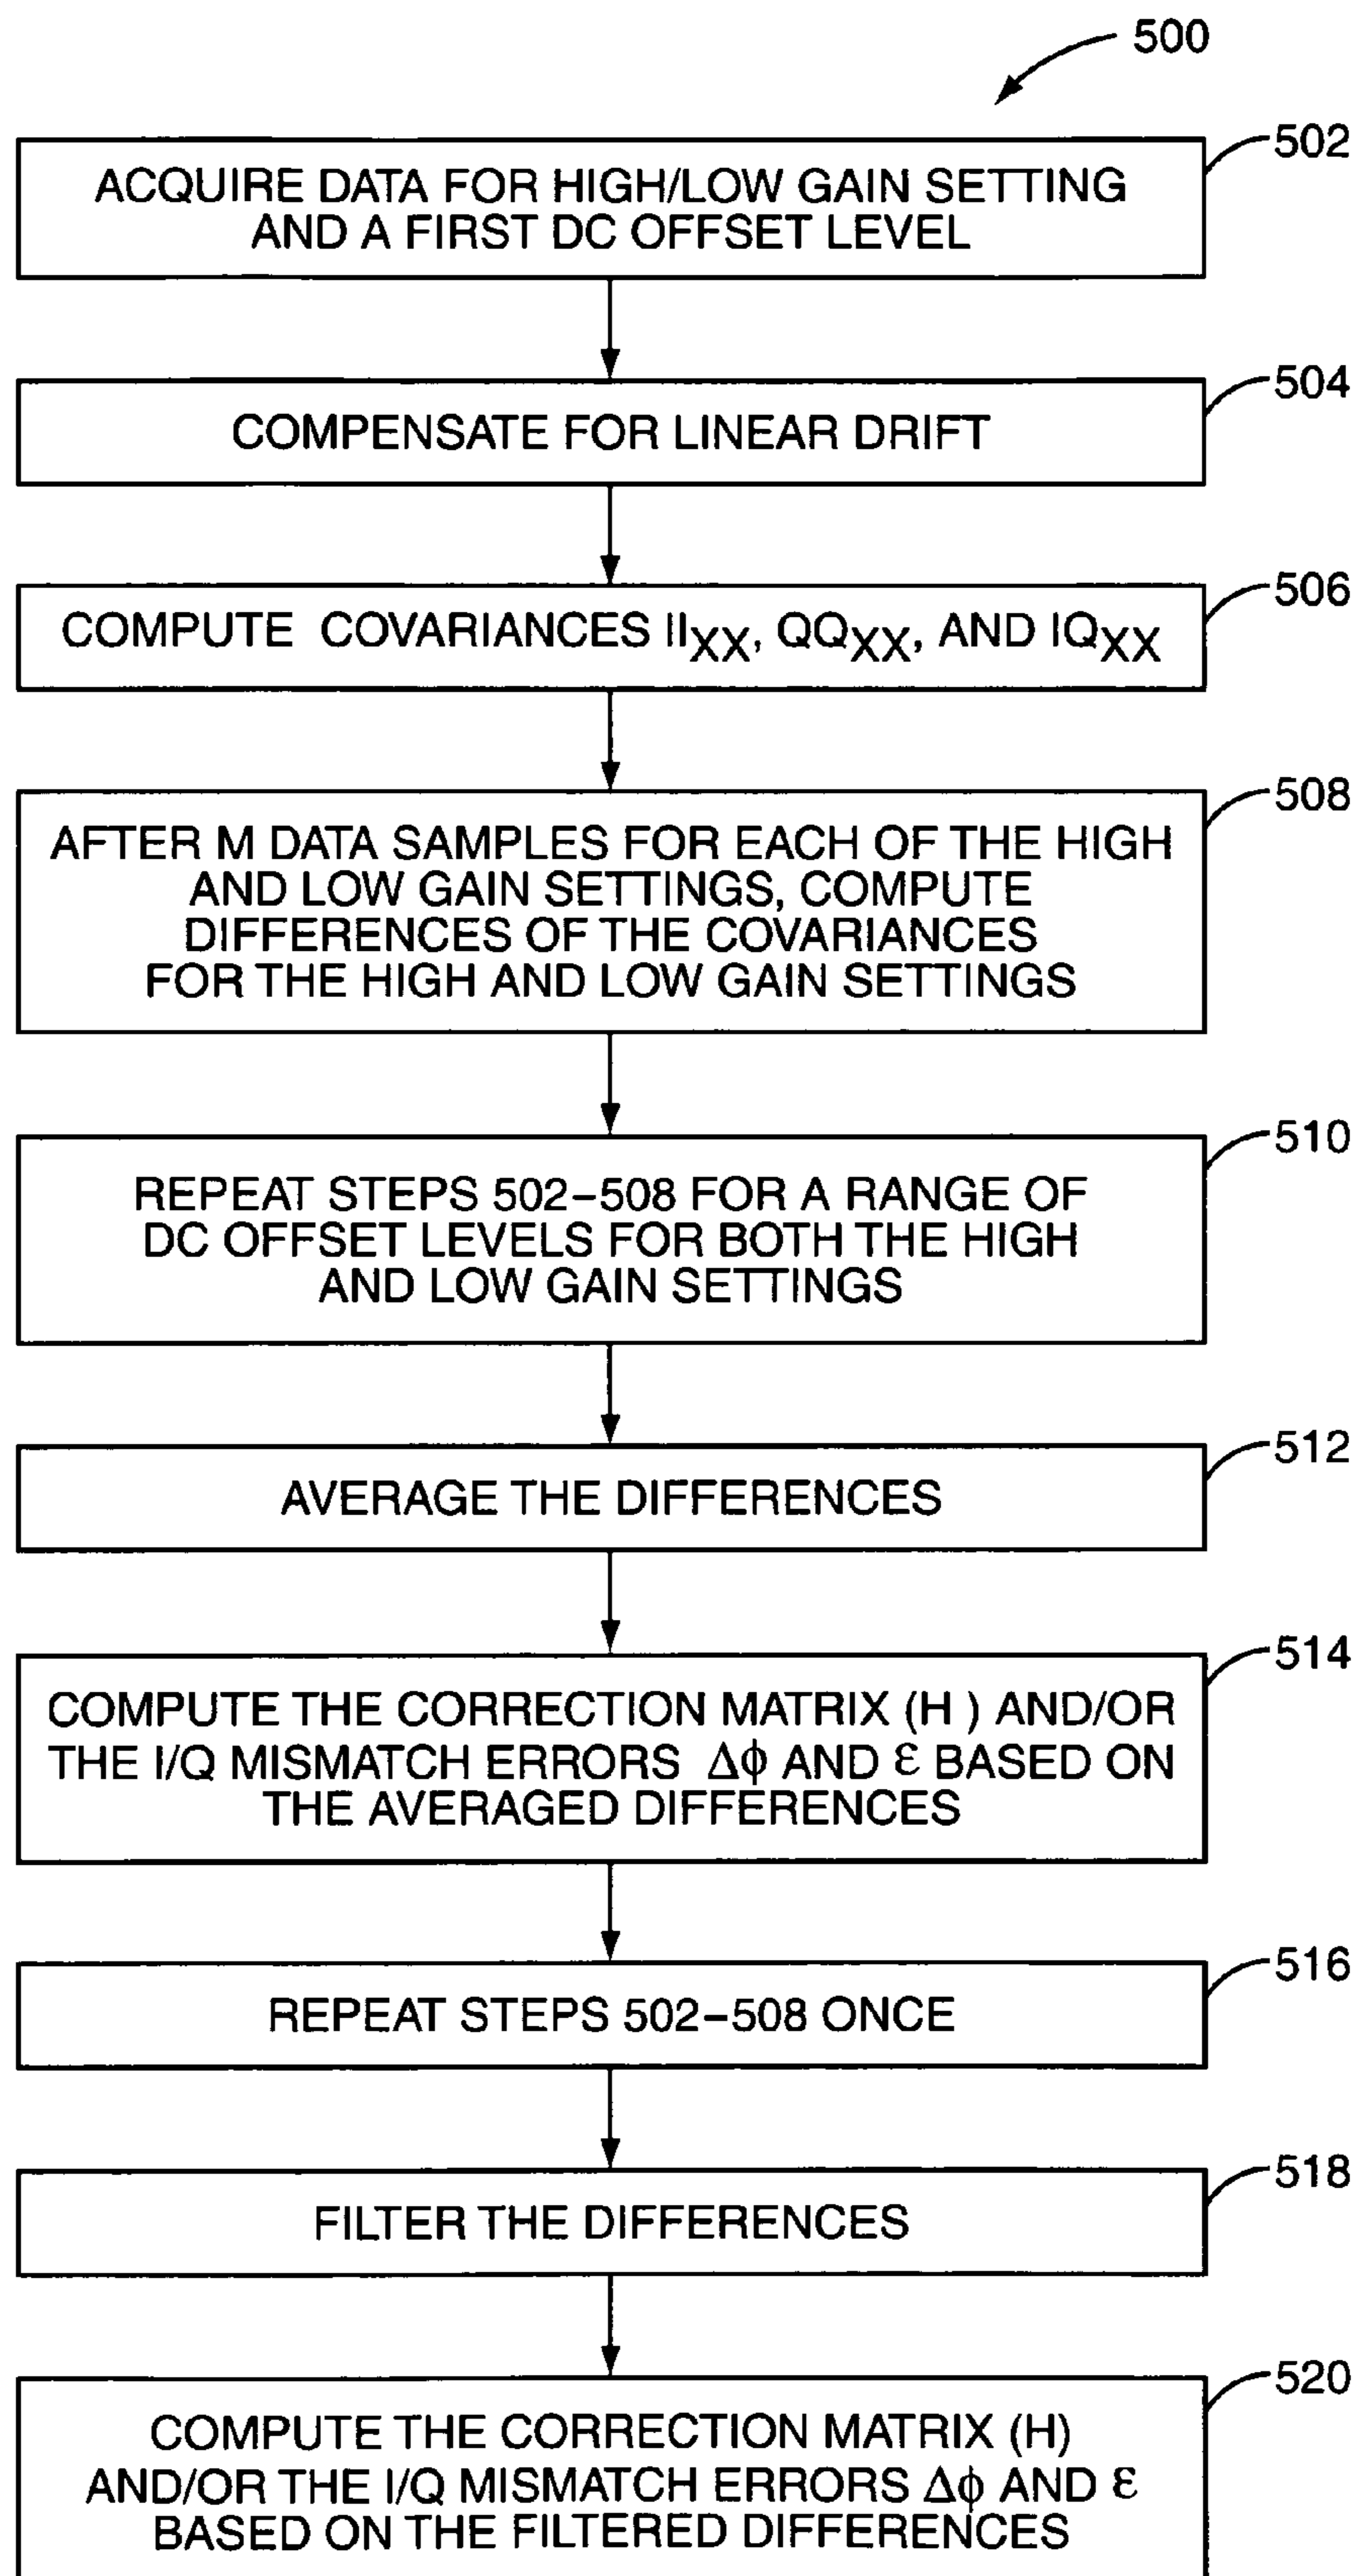 500
502
ACQUIRE DATA FOR HIGH/LOW GAIN SETTING
AND A FIRST DC OFFSET LEVEL
504
COMPENSATE FOR LINEAR DRIFT
506
COMPUTE COVARIANCES IIXX, QQXX, AND IQXX
508
AFTER M DATA SAMPLES FOR EACH OF THE HIGH
AND LOW GAIN SETTINGS, COMPUTE
DIFFERENCES OF THE COVARIANCES
FOR THE HIGH AND LOW GAIN SETTINGS
510
REPEAT STEPS 502–508 FOR A RANGE OF
DC OFFSET LEVELS FOR BOTH THE HIGH
AND LOW GAIN SETTINGS
512
AVERAGE THE DIFFERENCES
514
COMPUTE THE CORRECTION MATRIX (H ) AND/OR
THE I/Q MISMATCH ERRORS Δϕ AND ε BASED ON
THE AVERAGED DIFFERENCES
516
REPEAT STEPS 502–508 ONCE
518
FILTER THE DIFFERENCES
520
COMPUTE THE CORRECTION MATRIX (H)
AND/OR THE I/Q MISMATCH ERRORS Δϕ AND ε
BASED ON THE FILTERED DIFFERENCES